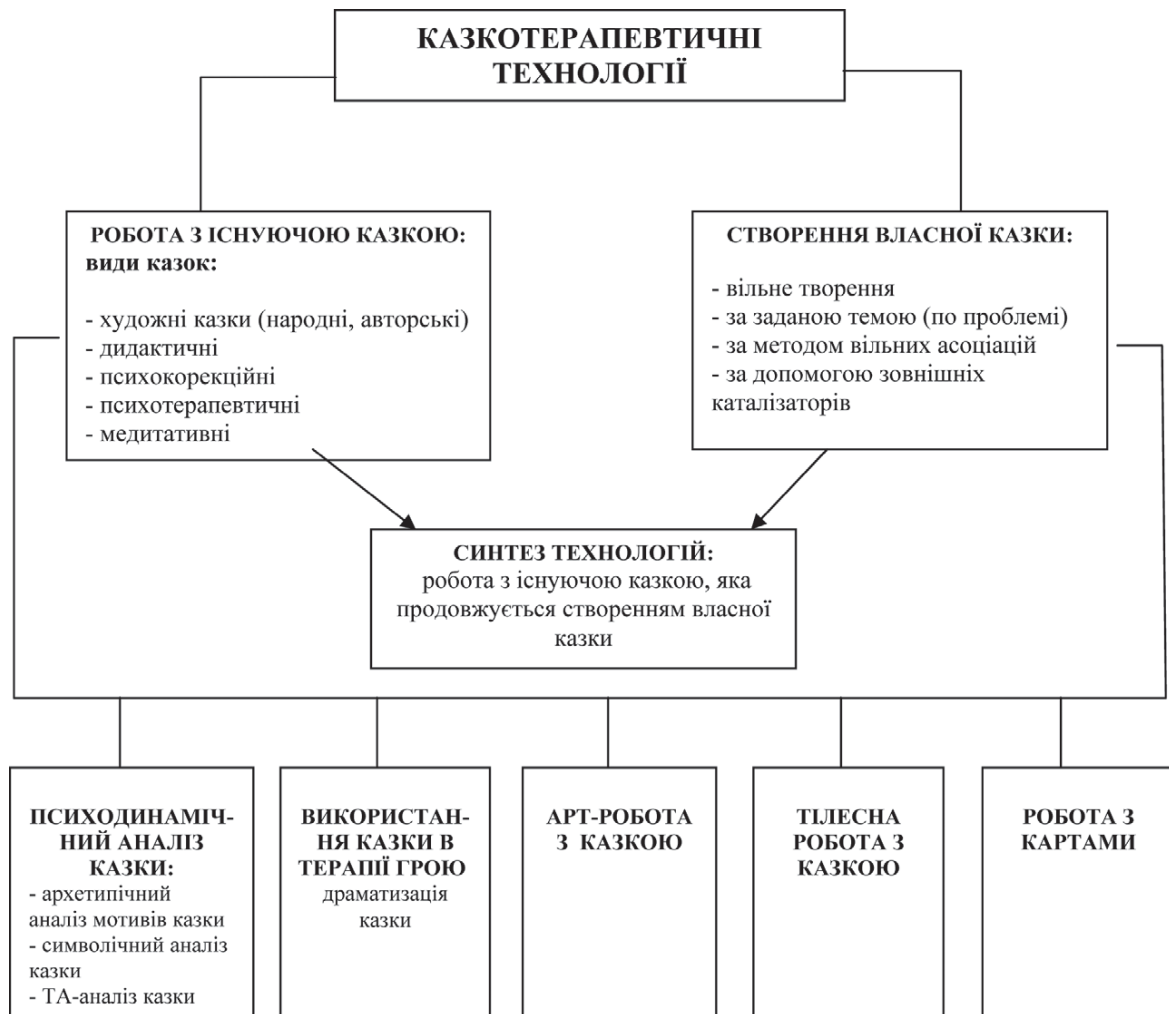 КАЗКОТЕРАПЕВТИЧНІ
ТЕХНОЛОГІЇ
РОБОТА З ІСНУЮЧОЮ КАЗКОЮ:
види казок:
- художні казки (народні, авторські)
- дидактичні
- психокорекційні
- психотерапевтичні
- медитативні
СТВОРЕННЯ ВЛАСНОЇ КАЗКИ:
- вільне творення
- за заданою темою (по проблемі)
- за методом вільних асоціацій
- за допомогою зовнішніх
каталізаторів
СИНТЕЗ ТЕХНОЛОГІЙ:
робота з існуючою казкою, яка
продовжується створенням власної
казки
ПСИХОДИНАМІЧ-
НИЙ АНАЛІЗ
КАЗКИ:
- архетипічний
аналіз мотивів казки
- символічний аналіз
казки
- ТА-аналіз казки
ВИКОРИСТАН-
НЯ КАЗКИ В
ТЕРАПІЇ ГРОЮ
драматизація
казки
АРТ-РОБОТА
З КАЗКОЮ
ТІЛЕСНА
РОБОТА З
КАЗКОЮ
РОБОТА З
КАРТАМИ